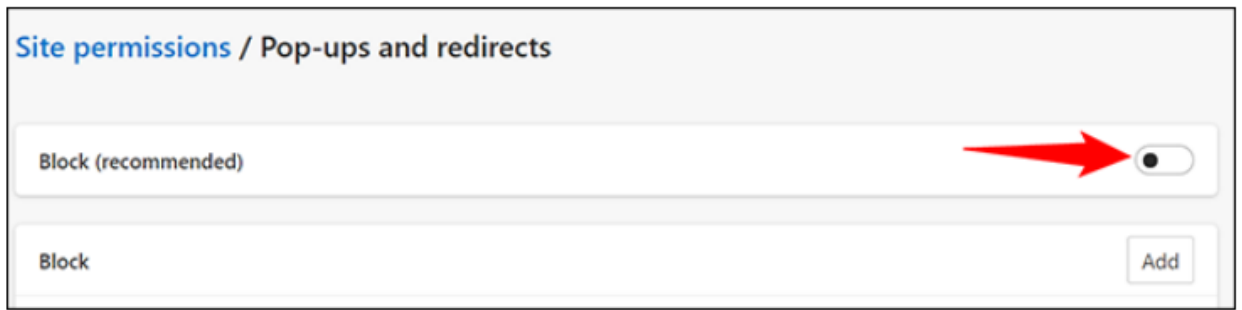 Site permissions / Pop-ups and redirects
Block (recommended)
Block Add